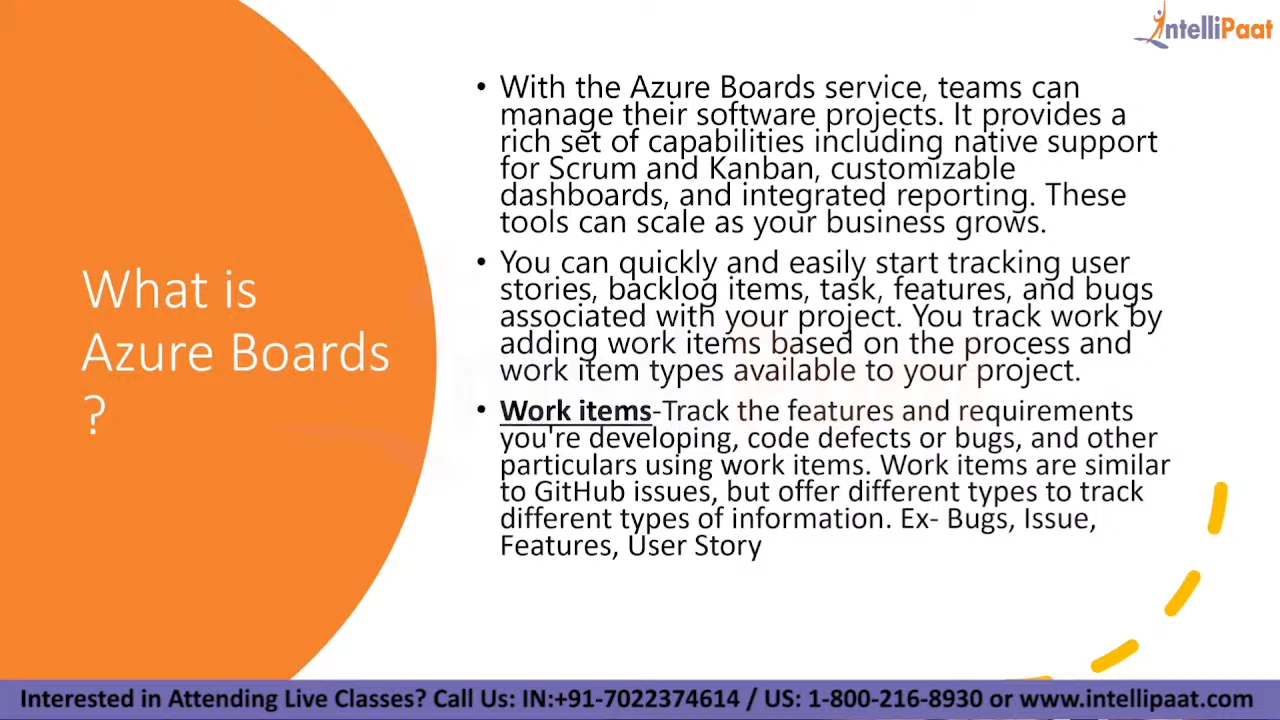 IntelliPaat
What is
Azure Boards
?
• With the Azure Boards service, teams can
manage their software projects. It provides a
rich set of capabilities including native support
for Scrum and Kanban, customizable
dashboards, and integrated reporting. These
tools can scale as your business grows.
• You can quickly and easily start tracking user
stories, backlog items, task, features, and bugs
associated with your project. You track work by
adding work items based on the process and
work item types available to your project.
• Work items-Track the features and requirements
you're developing, code defects or bugs, and other
particulars using work items. Work items are similar
to GitHub issues, but offer different types to track
different types of information. Ex- Bugs, Issue,
Features, User Story
Interested in Attending Live Classes? Call Us: IN:+91-7022374614 / US: 1-800-216-8930 or www.intellipaat.com